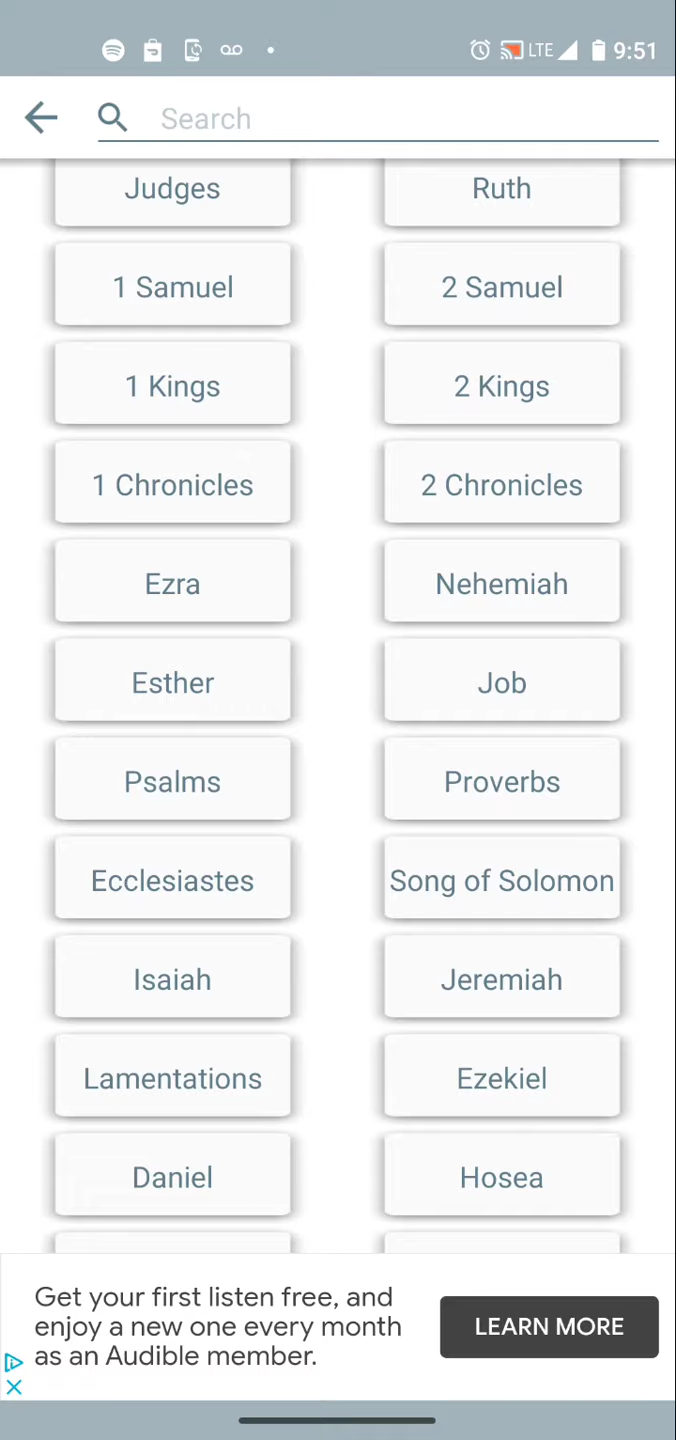 LTE 9:51
Search
Judges Ruth
1 Samuel 2 Samuel
1 Kings 2 Kings
1 Chronicles 2 Chronicles
Ezra Nehemiah
Esther Job
Psalms Proverbs
Ecclesiastes Song of Solomon
Isaiah Jeremiah
Lamentations Ezekiel
Daniel Hosea
Get your first listen free, and
enjoy a new one every month
as an Audible member.
LEARN MORE